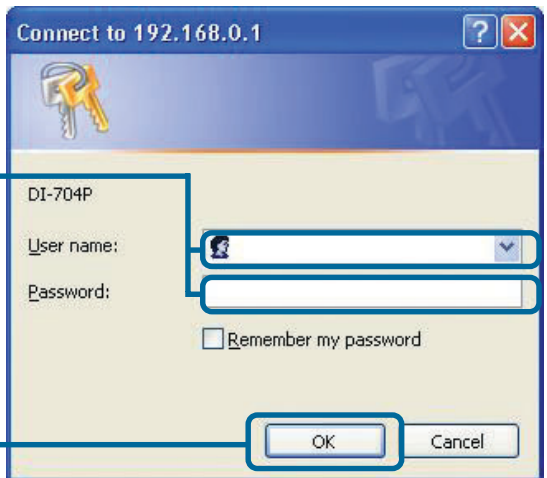 Connect to 192.168.0.1
DI-704P
User name:
Password:
Remember my password
OK Cancel